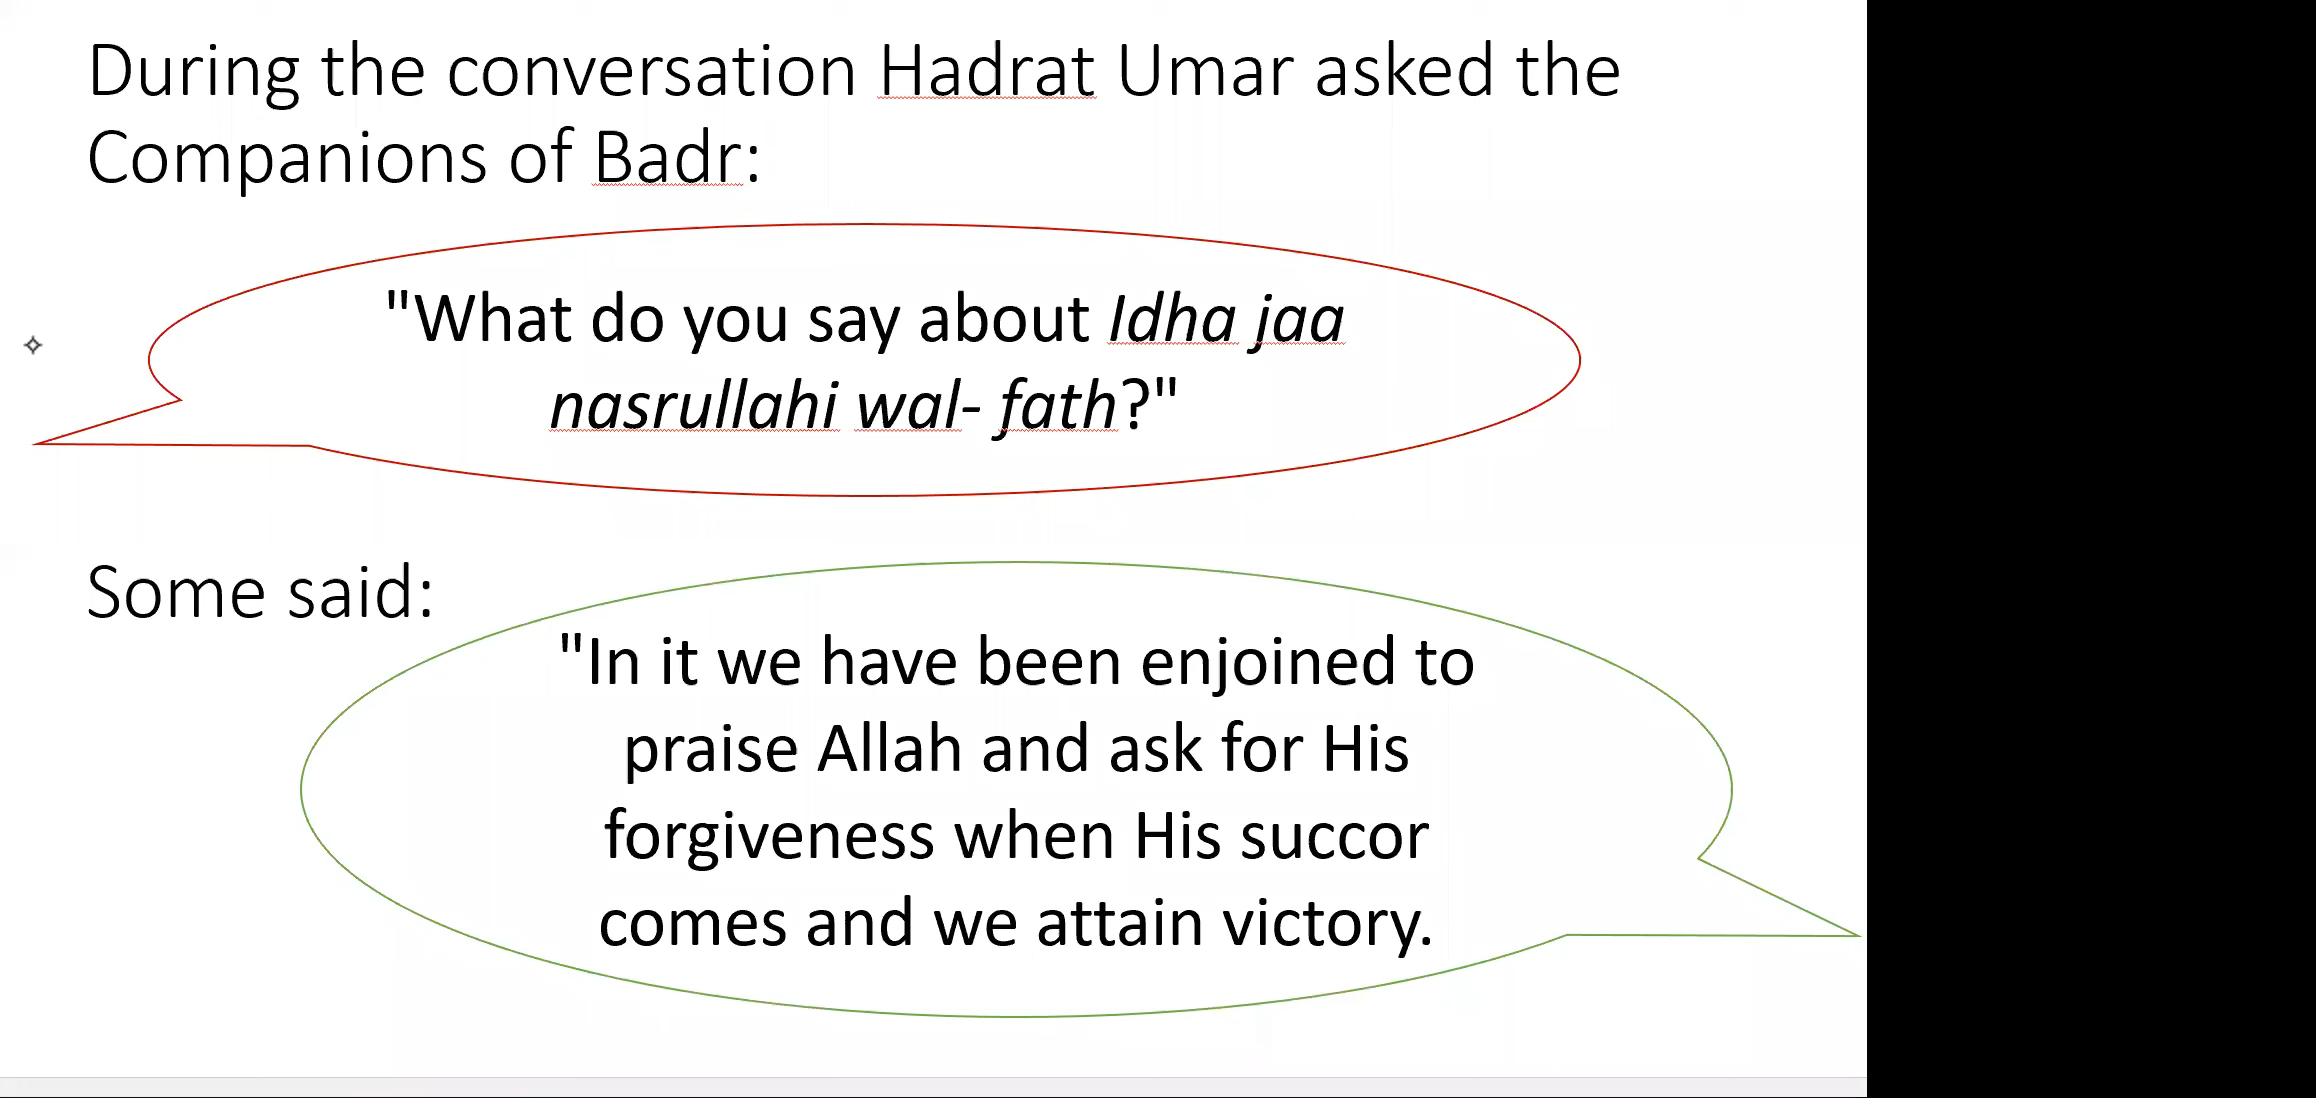 During the conversation Hadrat Umar asked the
Companions of Badr:
"What do you say about Idha jaa
nasrullahi wal- fath?"
Some said:
"In it we have been enjoined to
praise Allah and ask for His
forgiveness when His succor
comes and we attain victory.